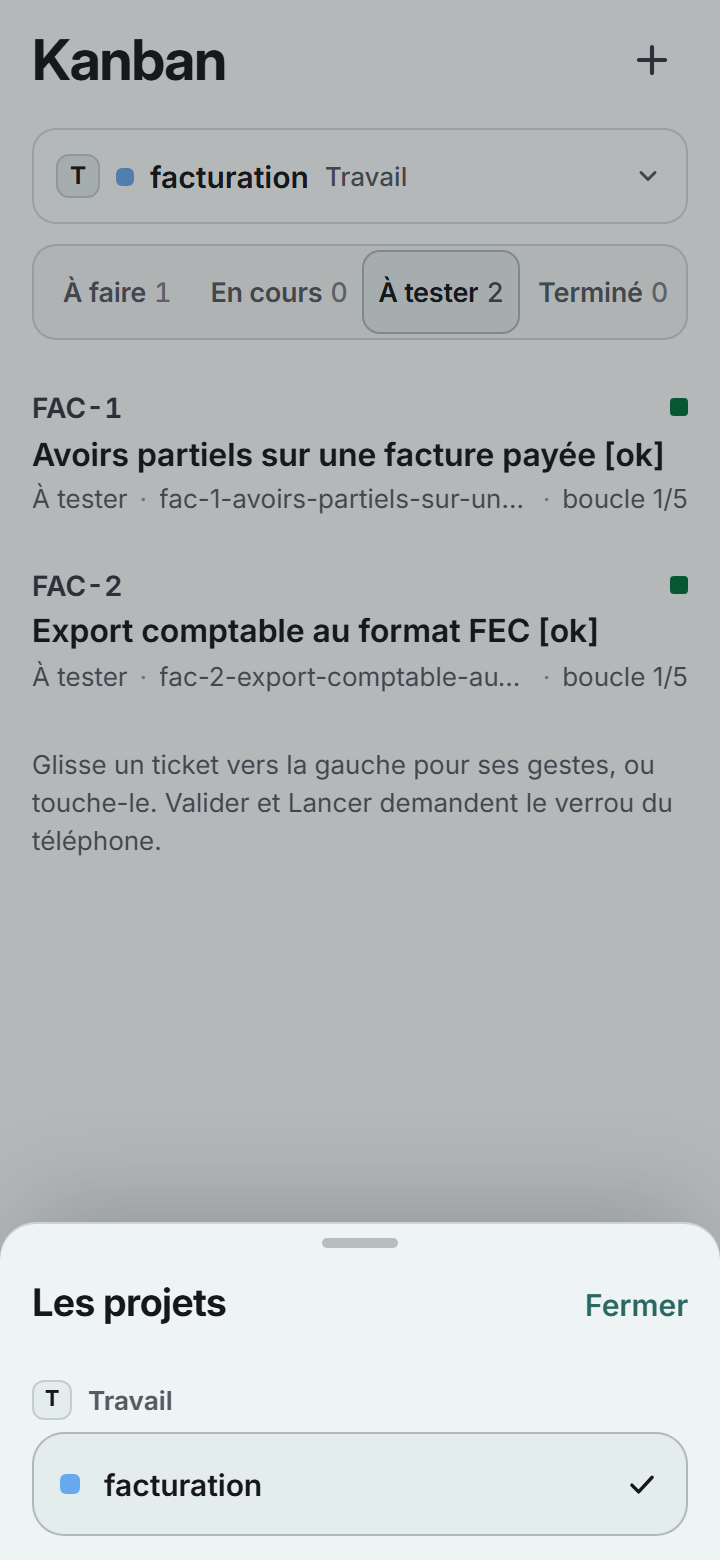 Kanban
T facturation Travail
À faire 1 En cours 0 À tester 2 Terminé 0
FAC-1
Avoirs partiels sur une facture payée [ok]
À tester · fac-1-avoirs-partiels-sur-un... · boucle 1/5
FAC-2
Export comptable au format FEC [ok]
À tester · fac-2-export-comptable-au... · boucle 1/5
Glisse un ticket vers la gauche pour ses gestes, ou
touche-le. Valider et Lancer demandent le verrou du
téléphone.
Les projets Fermer
T Travail
facturation